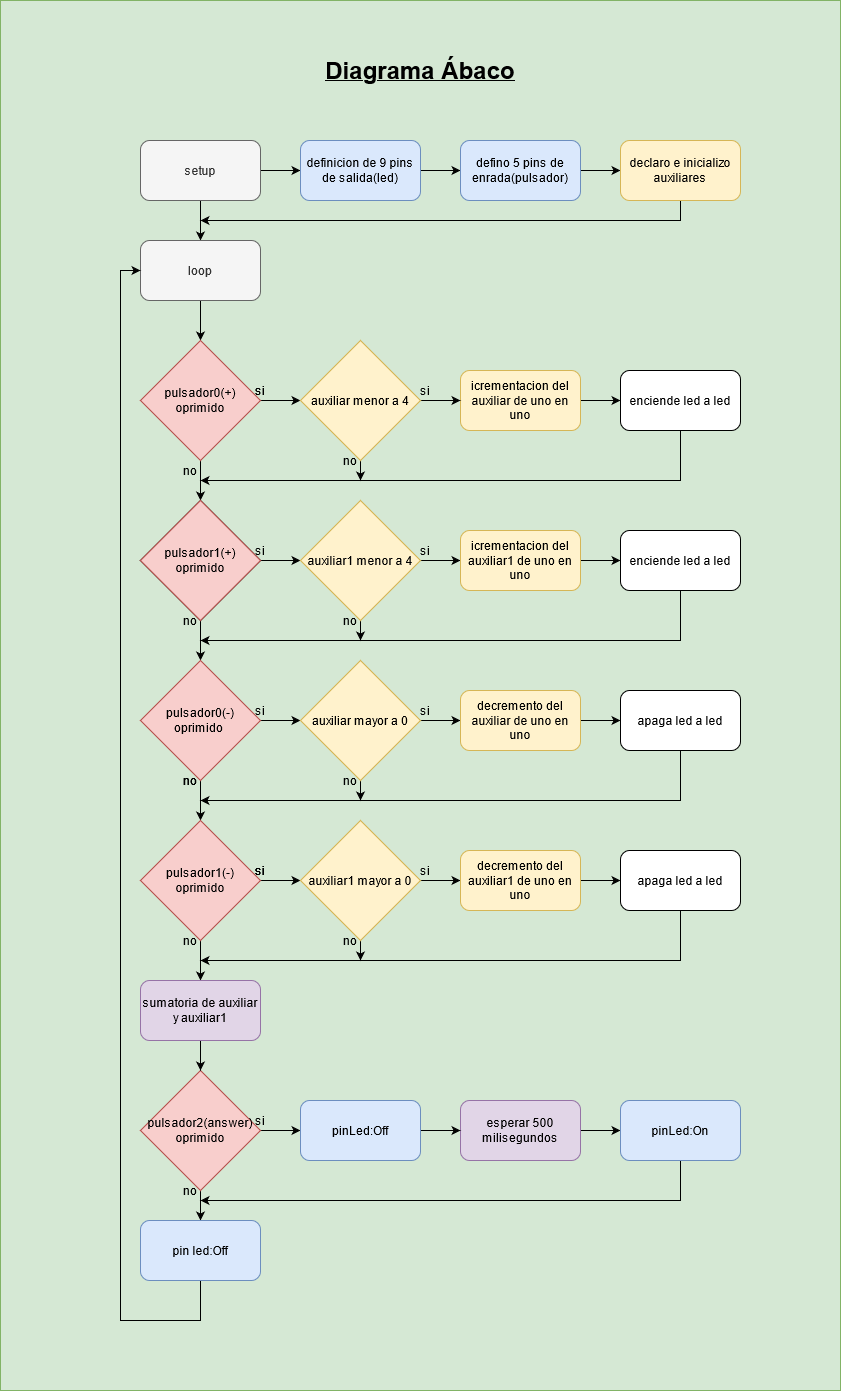 Diagrama Ábaco
setup
definicion de 9 pins
de salida(led)
defino 5 pins de
enrada(pulsador)
declaro e inicializo
auxiliares
loop
pulsador0(+)
oprimido
si
auxiliar menor a 4
si
icrementacion del
auxiliar de uno en
uno
enciende led a led
no
no
pulsador1(+)
oprimido
si
auxiliar1 menor a 4
si
icrementacion del
auxiliar1 de uno en
uno
enciende led a led
no
no
pulsador0(-)
oprimido
si
auxiliar mayor a 0
si
decremento del
auxiliar de uno en
uno
apaga led a led
no
no
pulsador1(-)
oprimido
si
auxiliar1 mayor a 0
si
decremento del
auxiliar1 de uno en
uno
apaga led a led
no
no
sumatoria de auxiliar
y auxiliar1
pulsador2(answer)
oprimido
si
pinLed:Off
esperar 500
milisegundos
pinLed:On
no
pin led:Off